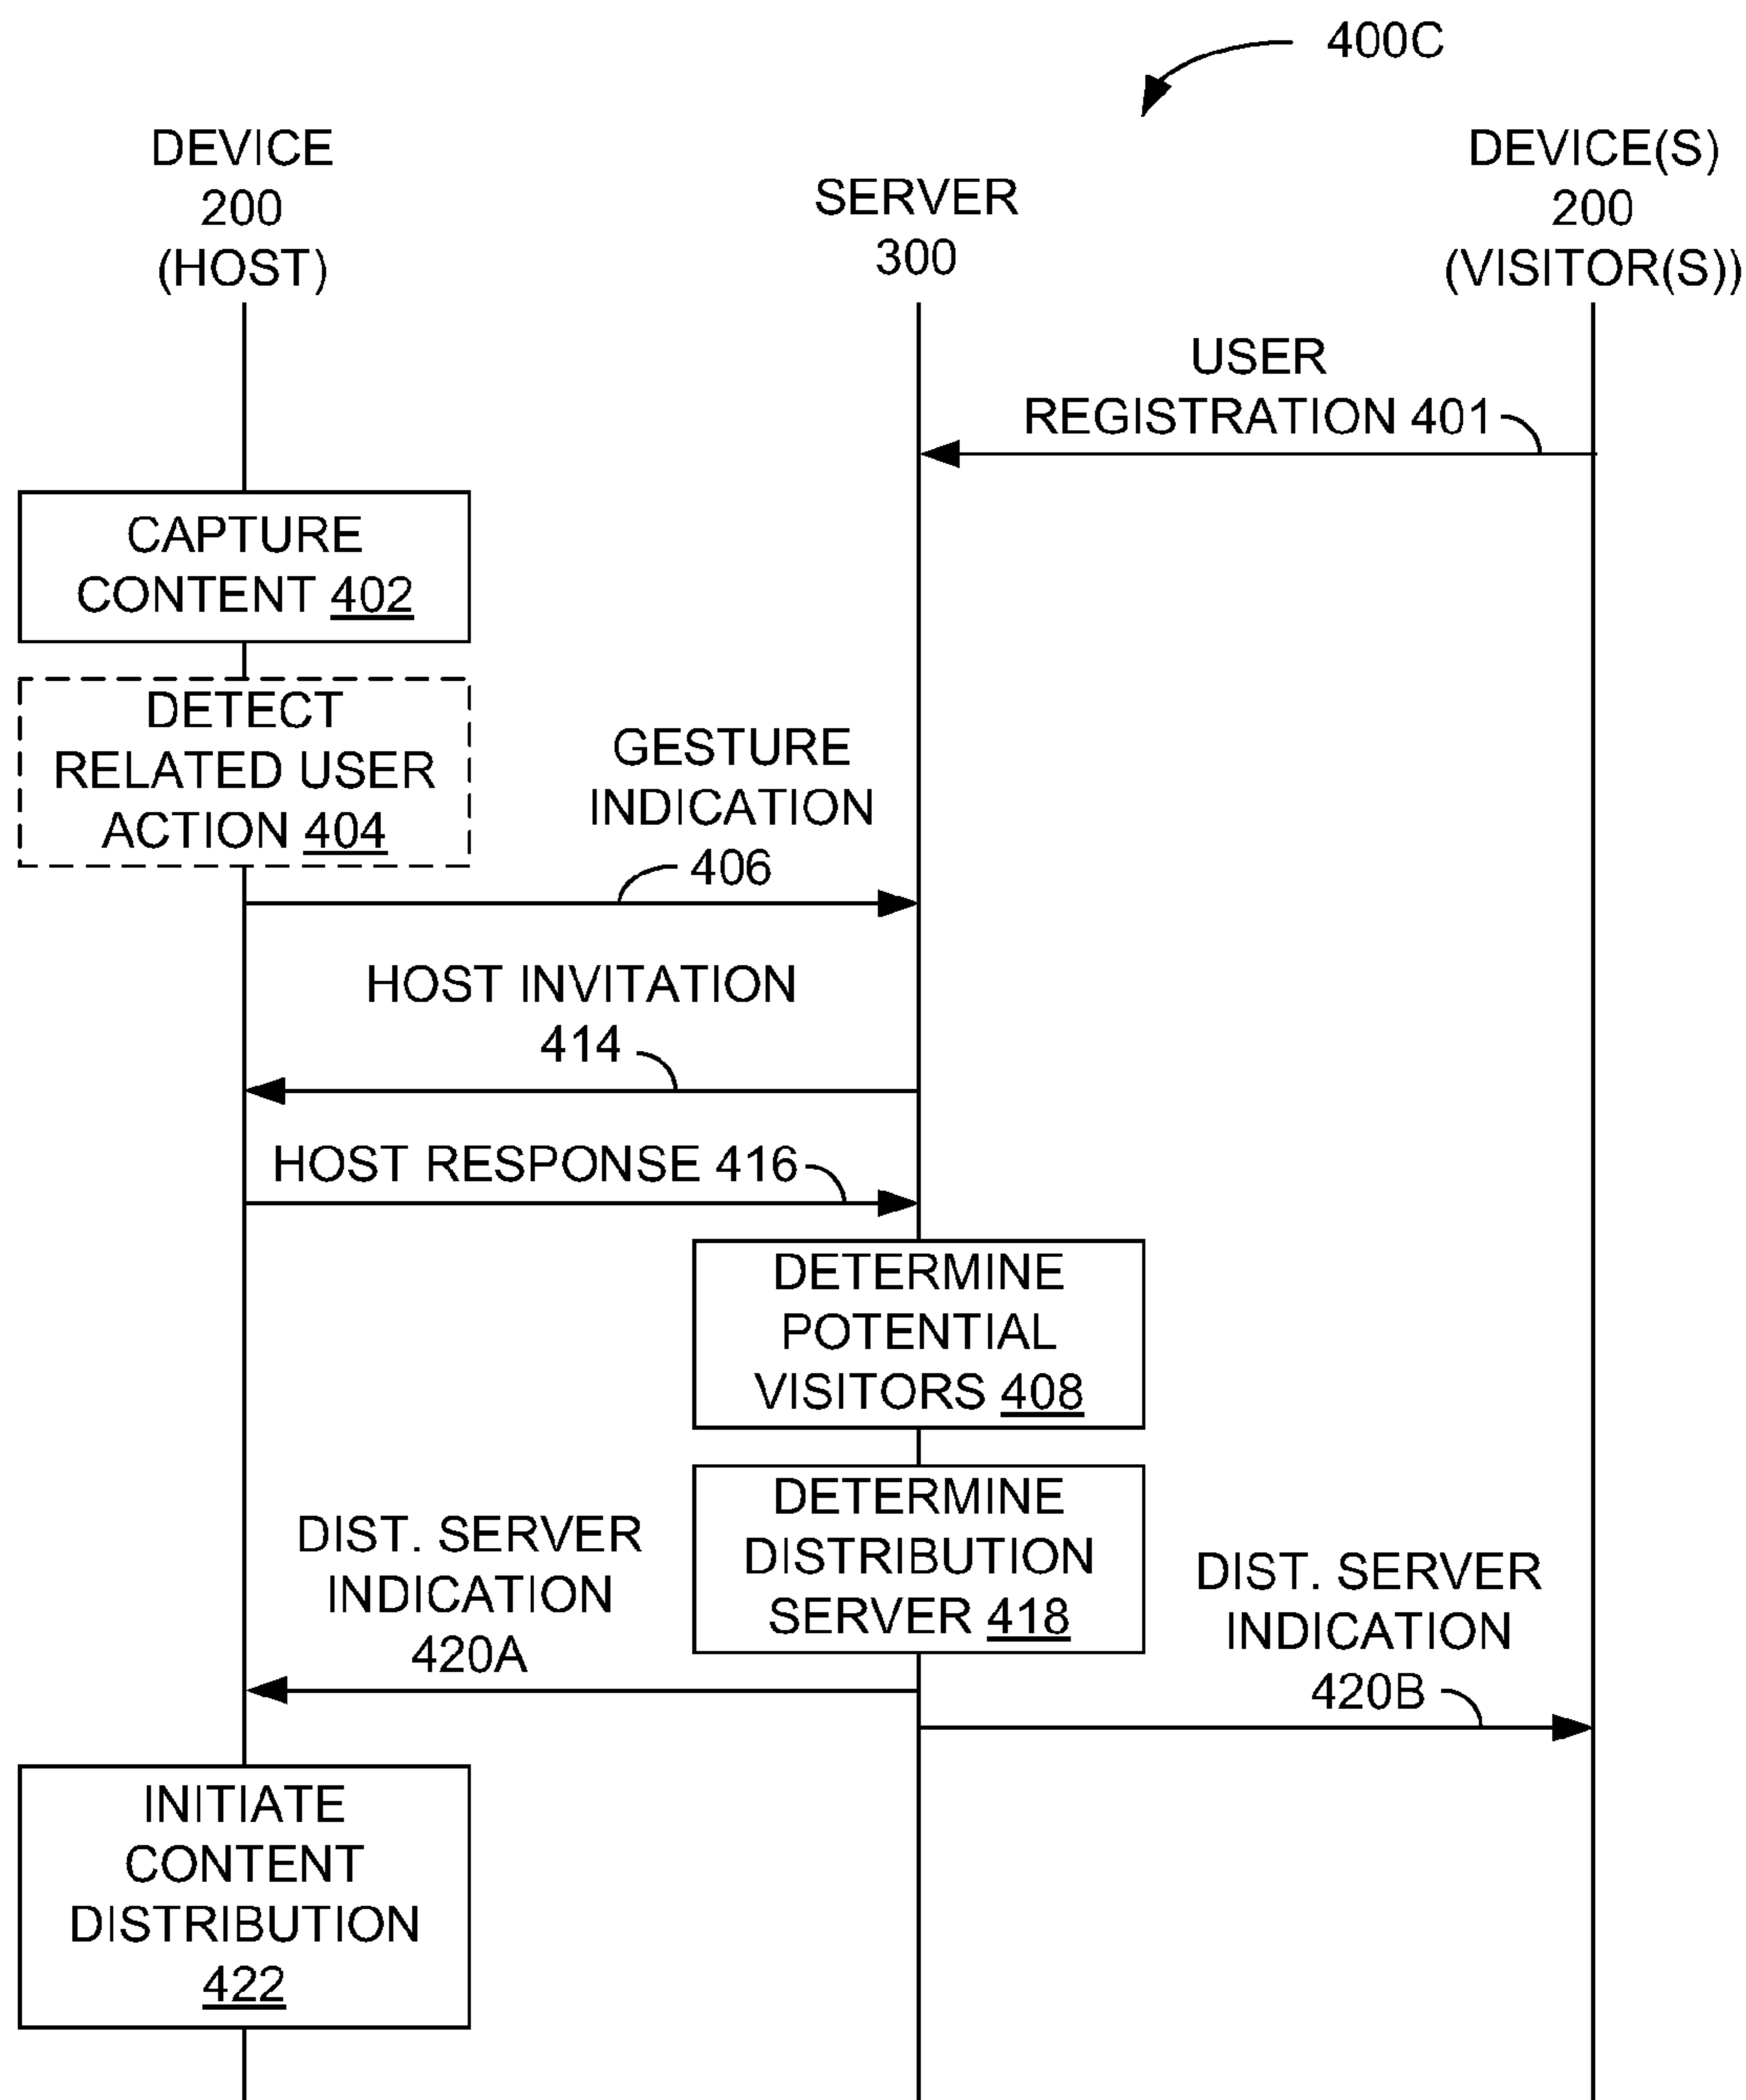 400C
DEVICE
200
(HOST)
SERVER
300
DEVICE(S)
200
(VISITOR(S))
USER
REGISTRATION 401
CAPTURE
CONTENT 402
DETECT
RELATED USER
ACTION 404
GESTURE
INDICATION
406
HOST INVITATION
414
HOST RESPONSE 416
DETERMINE
POTENTIAL
VISITORS 408
DETERMINE
DISTRIBUTION
SERVER 418
DIST. SERVER
INDICATION
420A
DIST. SERVER
INDICATION
420B
INITIATE
CONTENT
DISTRIBUTION
422